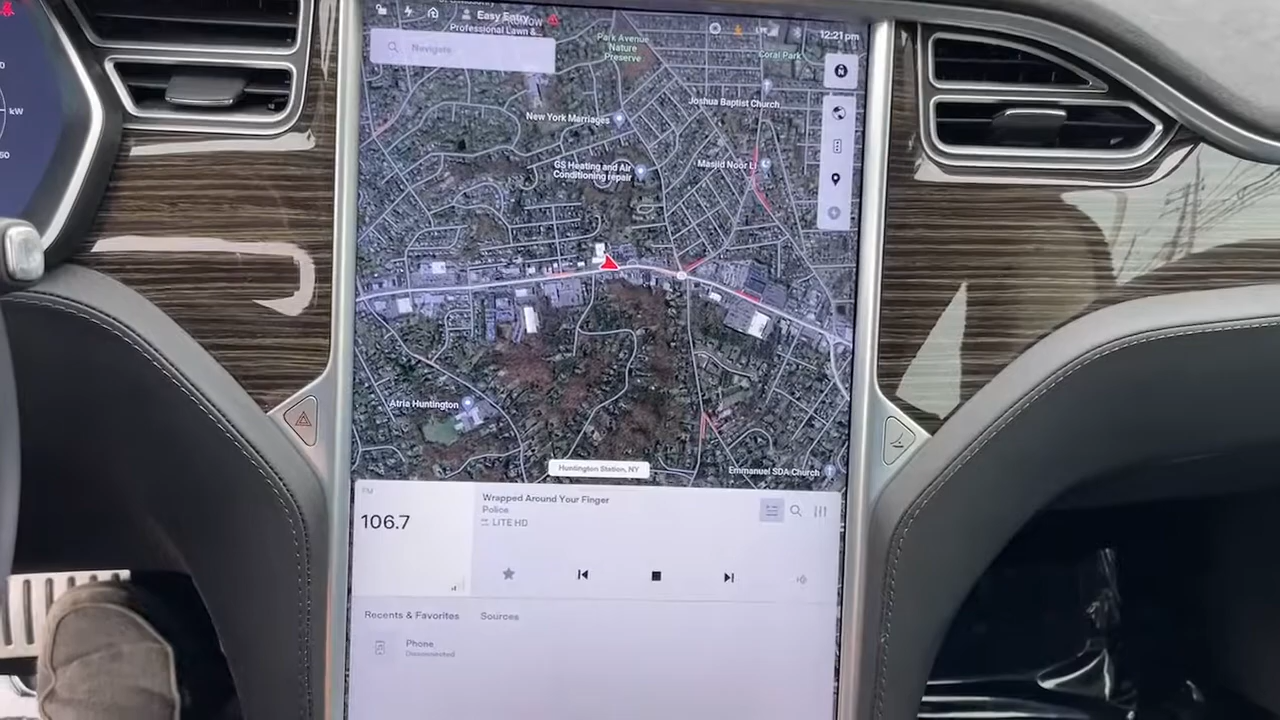 Easy Entry
Professional Lawn &
12:21 pm
Navigate
Park Avenue
Nature
Preserve
Coral Park
Joshua Baptist Church
New York Marriages
GS Heating and Air
Conditioning repair
Masjid Noor LI
kW
Atria Huntington
Huntington Station, NY
Emmanuel SDA Church
FM
106.7
Wrapped Around Your Finger
Police
LITE HD
Recents & Favorites
Sources
Phone
Disconnected